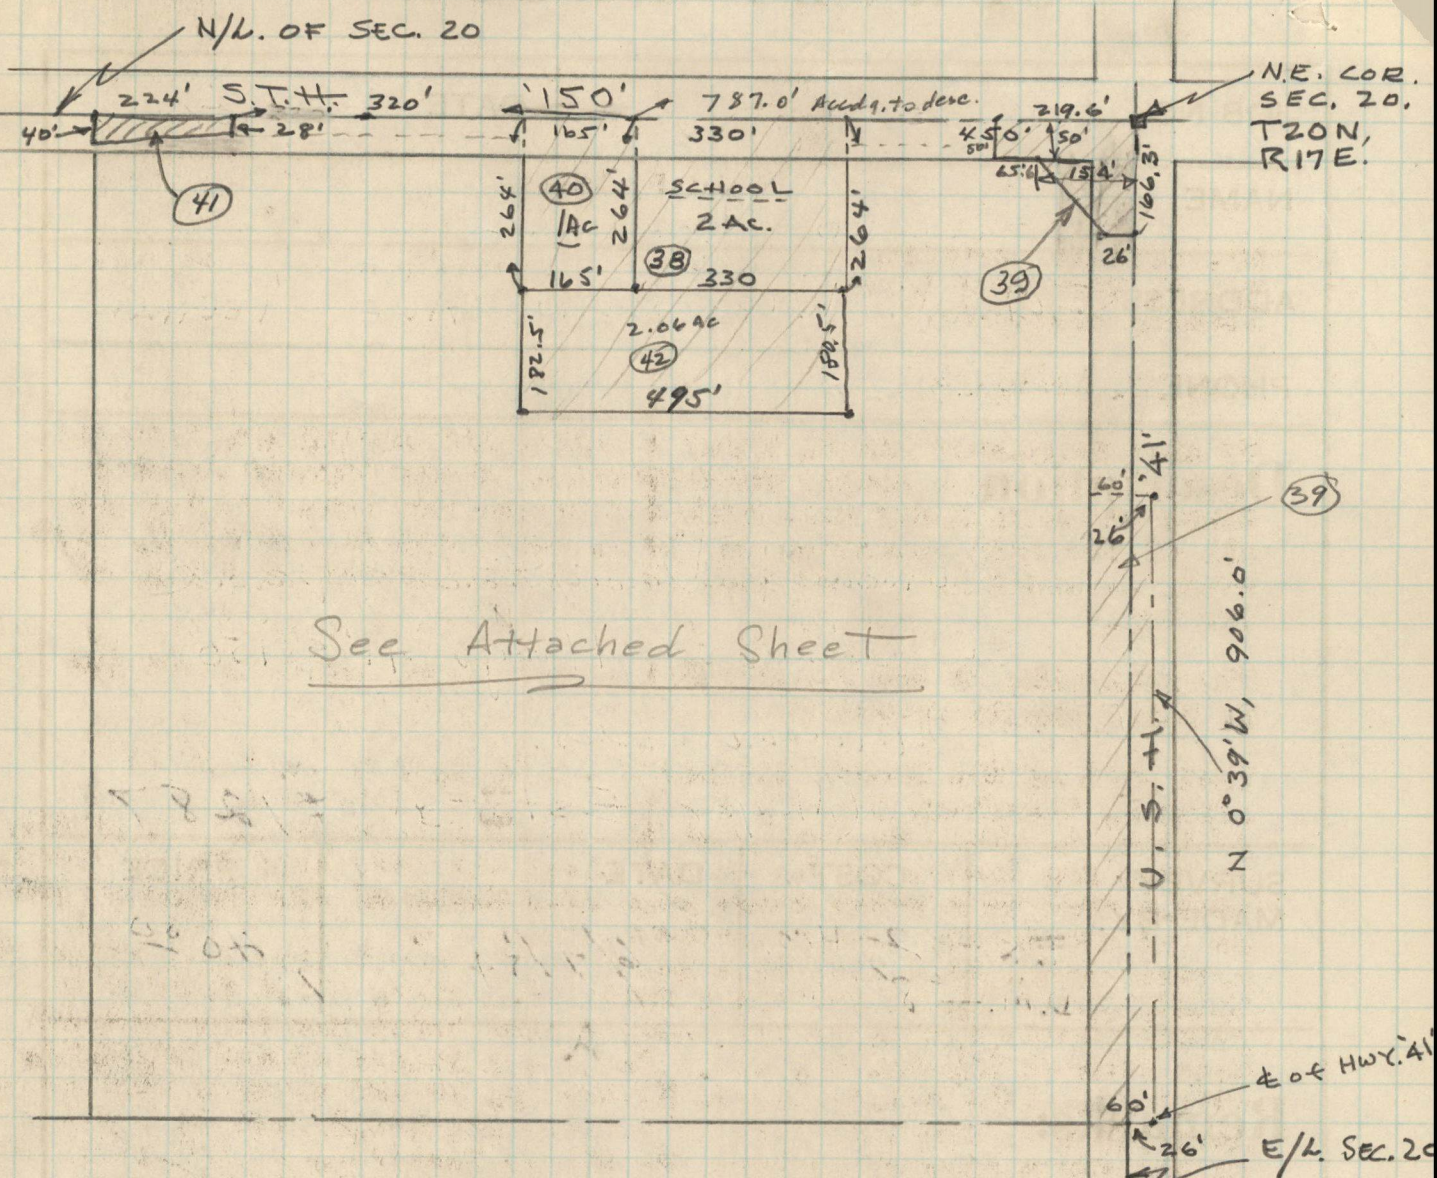 N/L. OF SEC. 20
N.E. COR.
SEC. 20.
T20N,
R17E.
224' S.T.H. 320' '150' 787.0' Accdg. to desc. 219.6'
40' 28' 165' 330' 450' 50' 50'
65.6 154' 166.3'
41
264' 40 264' SCHOOL 264'
1AC 2 AC.
38
165' 330
26'
39
182.5' 2.06 AC 182.5'
42
495'
'41'
60'
26'
39
See Attached Sheet
U.S.H.
N 0°39'W, 906.0'
60'
26'
℄ of HWY. '41'
E/L. SEC. 20